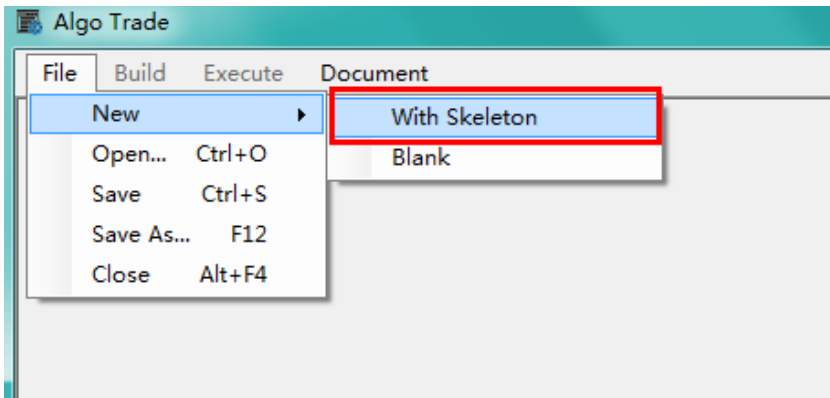 Algo Trade
File Build Execute Document
New With Skeleton
Open... Ctrl+O Blank
Save Ctrl+S
Save As... F12
Close Alt+F4